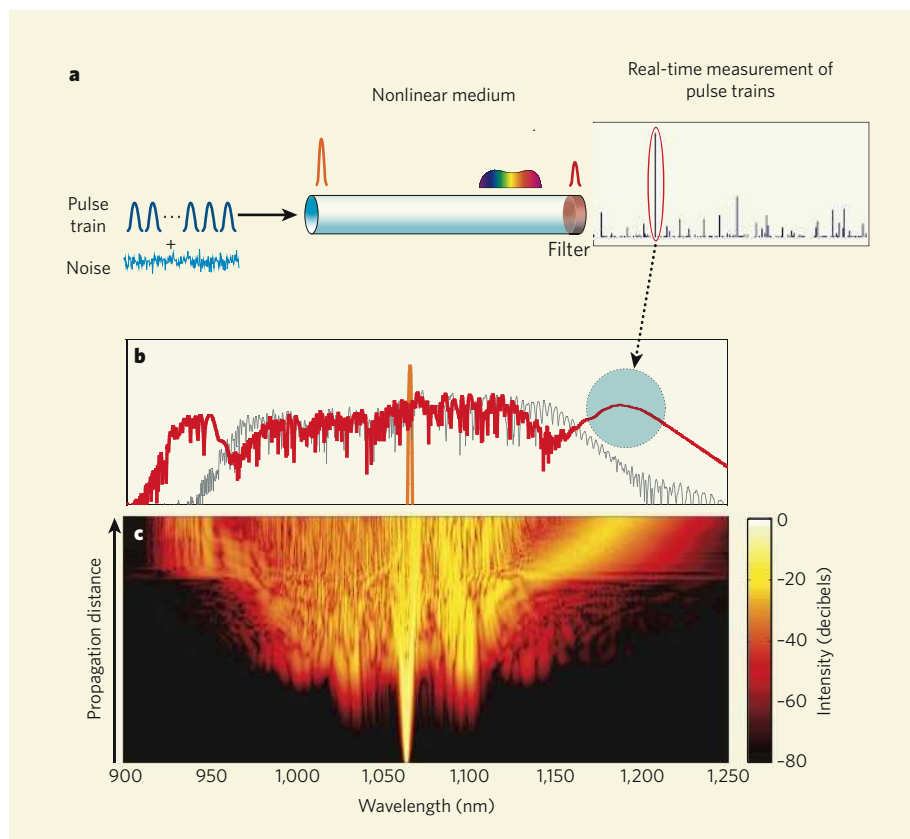 a
Real-time measurement of
pulse trains
Nonlinear medium
Pulse
train
...
+
Noise
Filter
b
c
Propagation distance
0
-20
-40
-60
-80
Intensity (decibels)
900 950 1,000 1,050 1,100 1,150 1,200 1,250
Wavelength (nm)